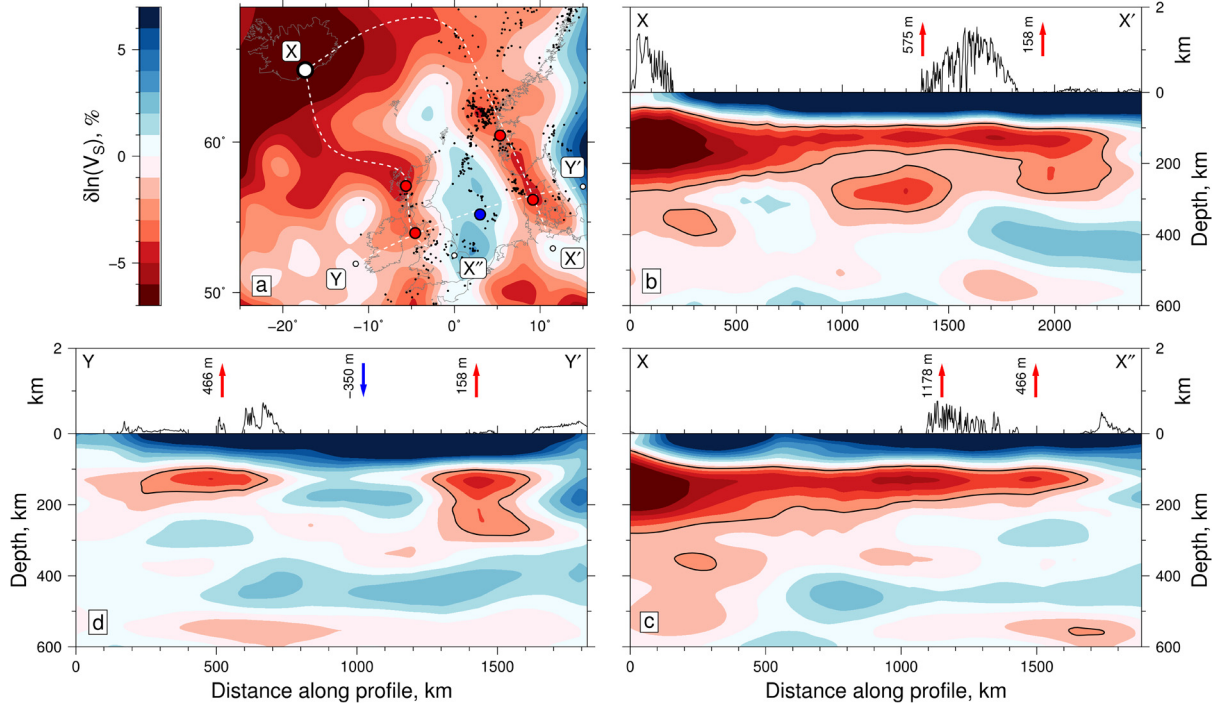 δln(VS), %
5
0
−5
X
Y
X″
X′
Y′
a
60˚
50˚
−20˚
−10˚
0˚
10˚
X
X′
575 m
158 m
2
km
0
0
200
400
600
Depth, km
b
0
500
1000
1500
2000
Y
Y′
466 m
−350 m
158 m
2
km
0
0
200
400
600
Depth, km
d
0
500
1000
1500
Distance along profile, km
X
X″
1178 m
466 m
2
km
0
0
200
400
600
Depth, km
c
0
500
1000
1500
Distance along profile, km